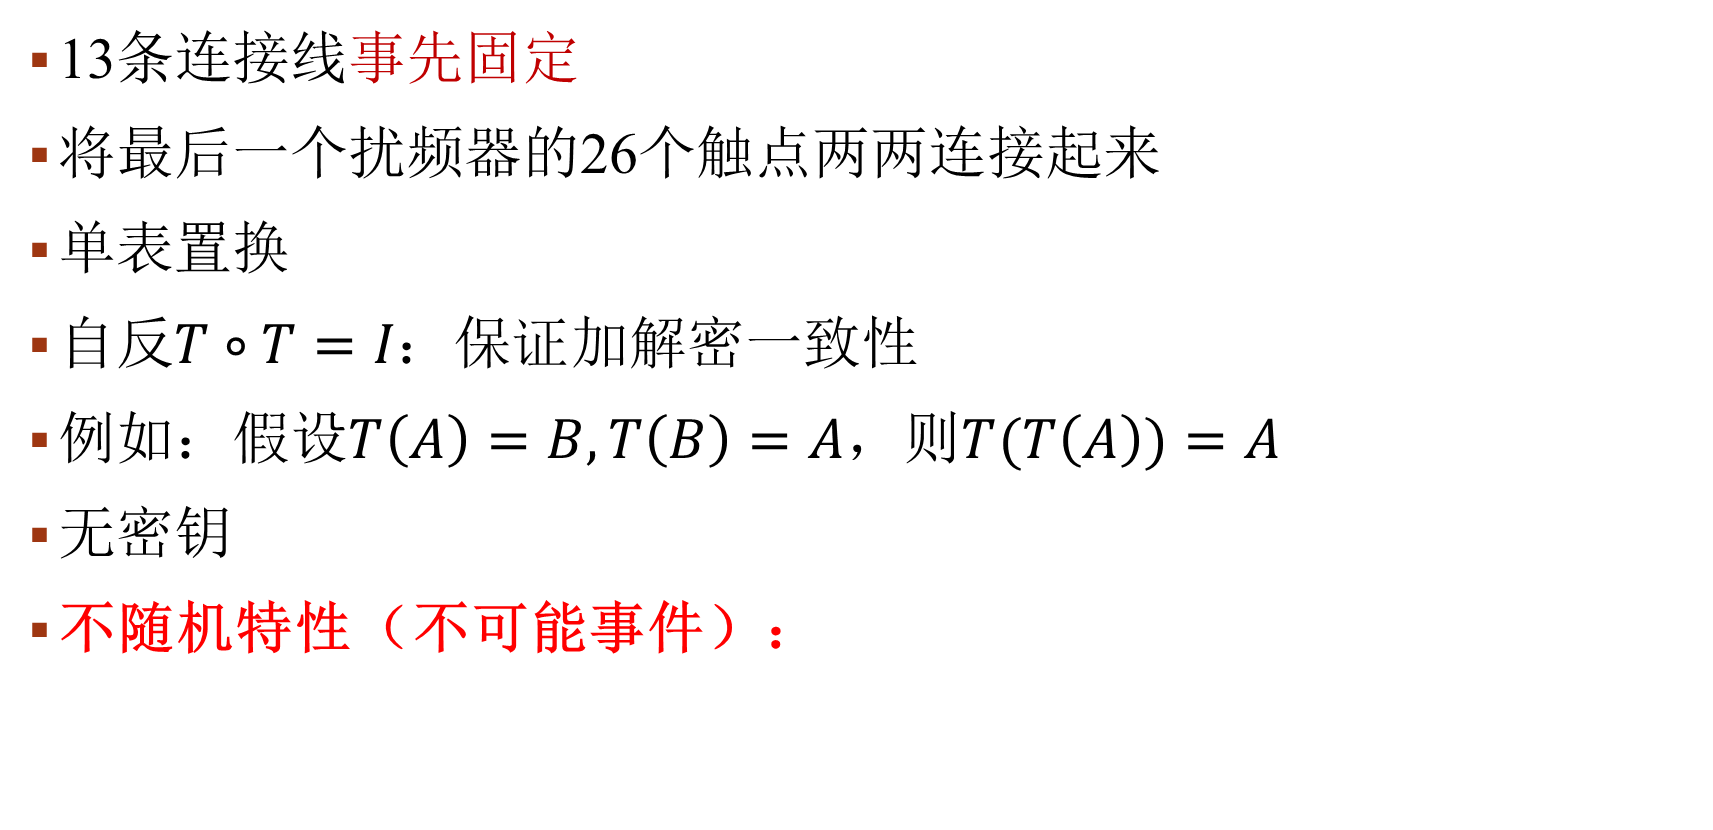 ▪13条连接线事先固定
▪将最后一个扰频器的26个触点两两连接起来
▪单表置换
▪自反T∘T = I：保证加解密一致性
▪例如：假设T(A) = B, T(B) = A，则T(T(A)) = A
▪无密钥
▪不随机特性（不可能事件）：